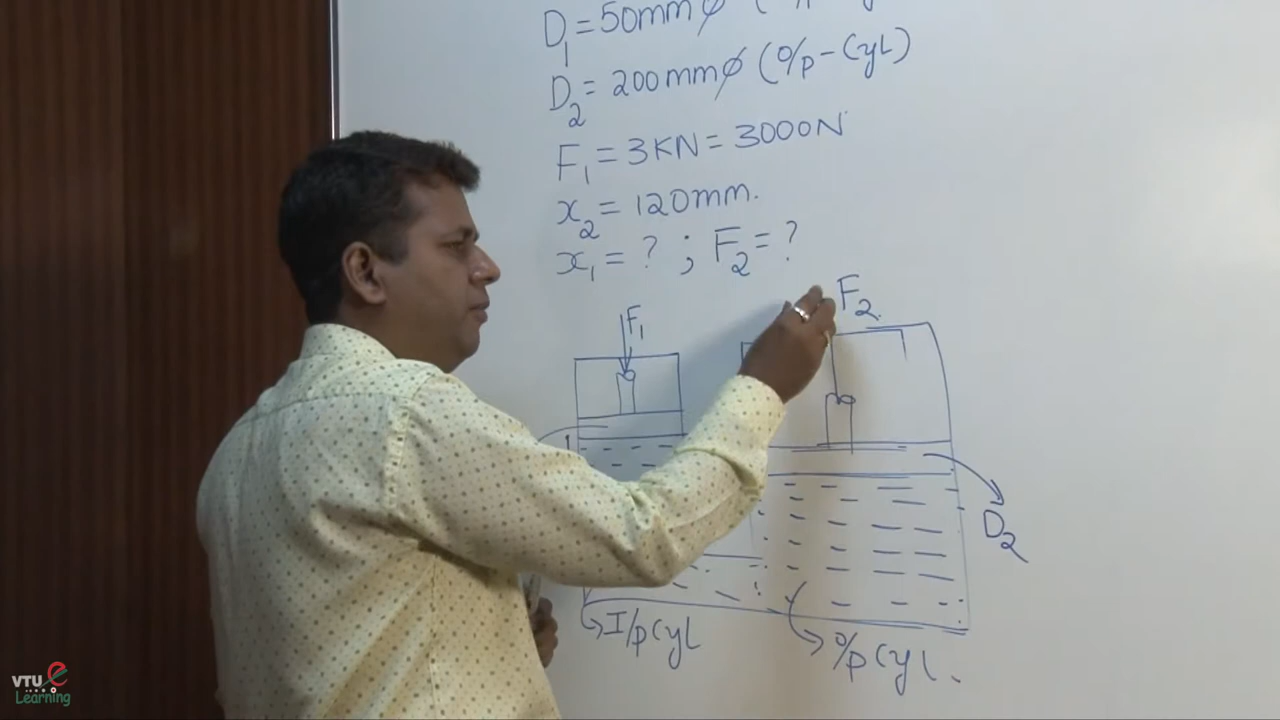 D₁ = 50mmϕ (
D₂ = 200mmϕ (O/p-CyL)
F₁ = 3KN = 3000N
x₂ = 120mm.
x₁ = ? ; F₂ = ?
F₁
F₂
D₂
I/p CyL
O/p CyL.
VTU e
Learning